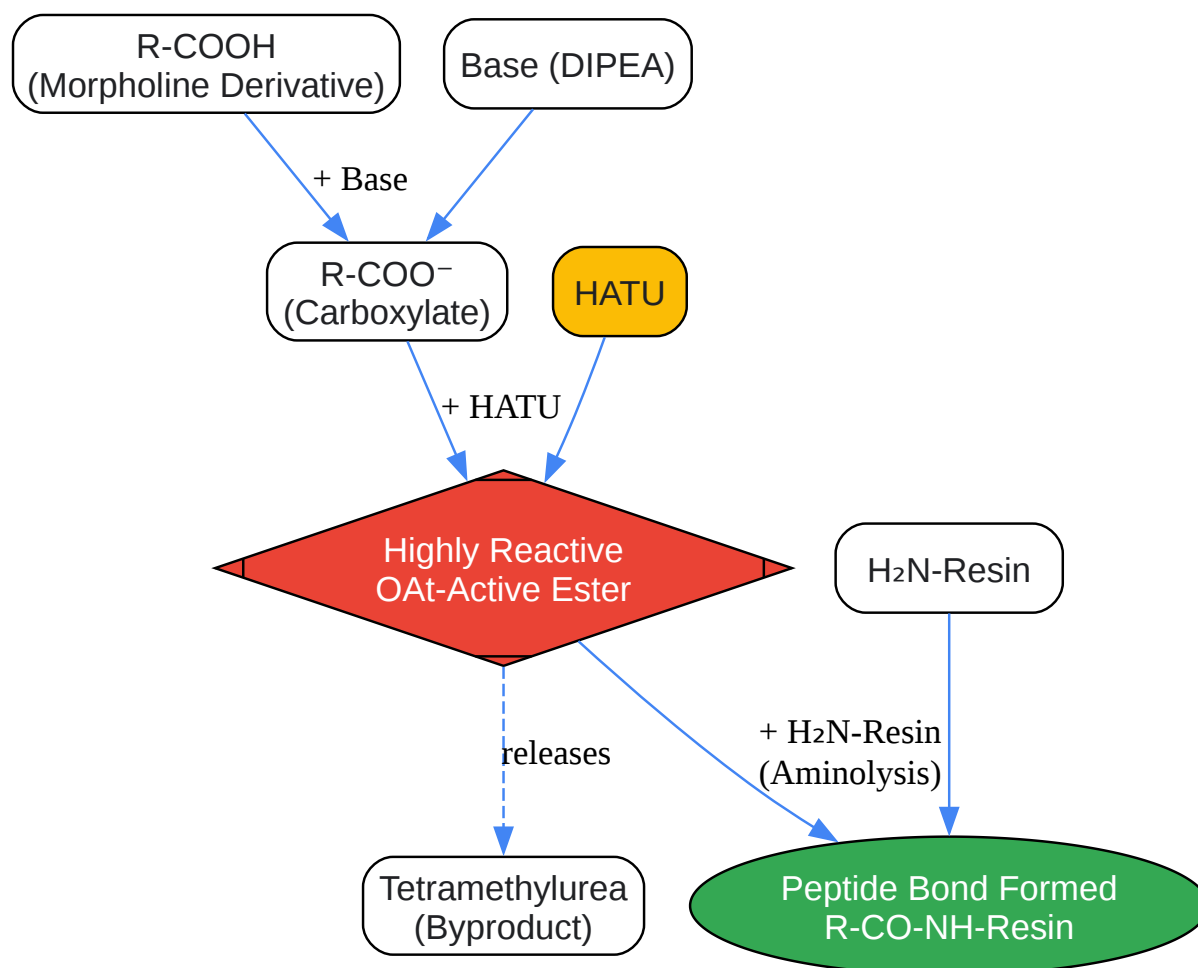 R-COOH
(Morpholine Derivative)
Base (DIPEA)
+ Base
R-COO⁻
(Carboxylate)
HATU
+ HATU
Highly Reactive
OAt-Active Ester
H₂N-Resin
releases
+ H₂N-Resin
(Aminolysis)
Tetramethylurea
(Byproduct)
Peptide Bond Formed
R-CO-NH-Resin